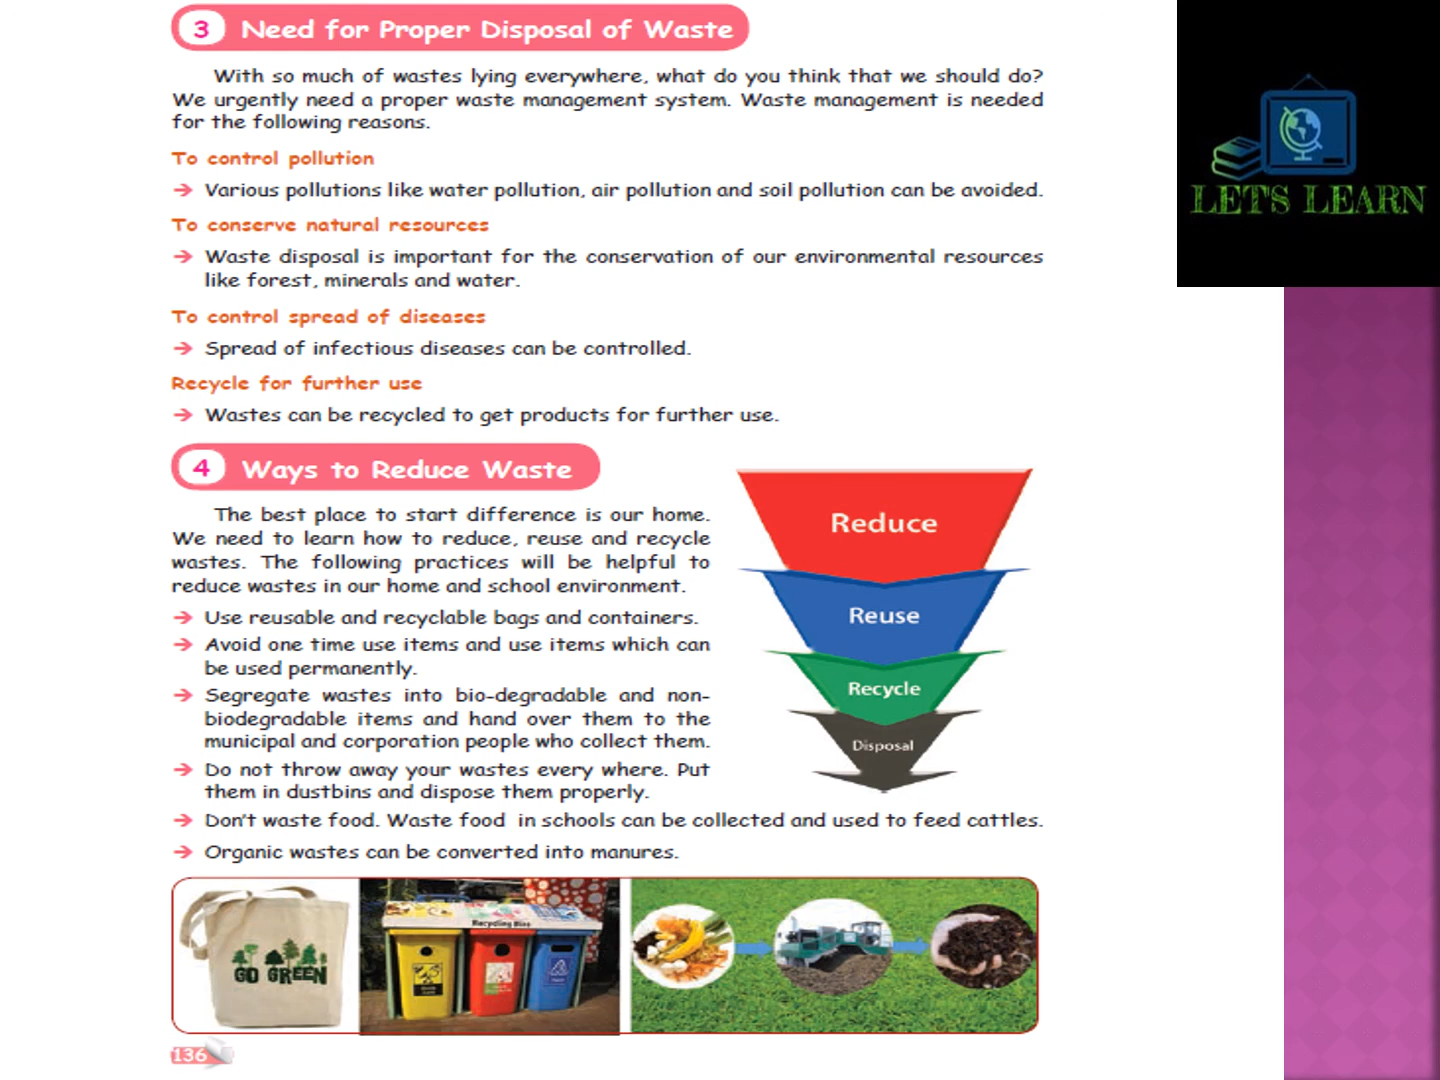 3 Need for Proper Disposal of Waste
With so much of wastes lying everywhere, what do you think that we should do?
We urgently need a proper waste management system. Waste management is needed
for the following reasons.
To control pollution
→ Various pollutions like water pollution, air pollution and soil pollution can be avoided.
To conserve natural resources
→ Waste disposal is important for the conservation of our environmental resources
like forest, minerals and water.
To control spread of diseases
→ Spread of infectious diseases can be controlled.
Recycle for further use
→ Wastes can be recycled to get products for further use.
4 Ways to Reduce Waste
The best place to start difference is our home.
We need to learn how to reduce, reuse and recycle
wastes. The following practices will be helpful to
reduce wastes in our home and school environment.
→ Use reusable and recyclable bags and containers.
→ Avoid one time use items and use items which can
be used permanently.
→ Segregate wastes into bio-degradable and non-
biodegradable items and hand over them to the
municipal and corporation people who collect them.
→ Do not throw away your wastes every where. Put
them in dustbins and dispose them properly.
→ Don't waste food. Waste food in schools can be collected and used to feed cattles.
→ Organic wastes can be converted into manures.
Reduce
Reuse
Recycle
Disposal
GO GREEN
Recycling Bins
136
LET'S LEARN